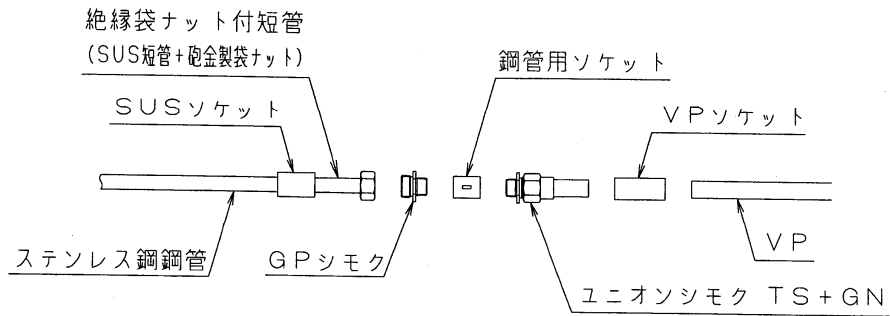 絶縁袋ナット付短管
(SUS短管+砲金製袋ナット)
鋼管用ソケット
SUSソケット
VPソケット
ステンレス鋼鋼管
GPシモク
VP
ユニオンシモク TS+GN